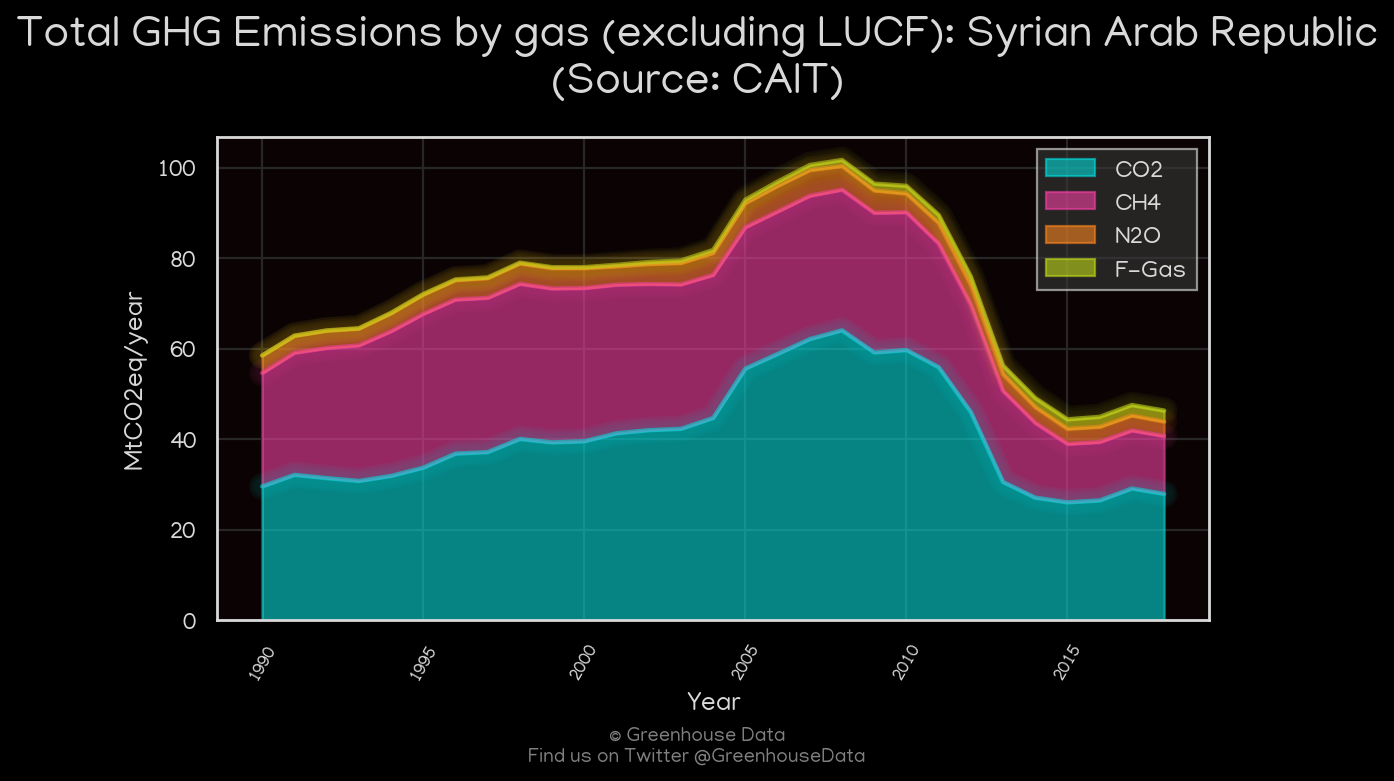 Total GHG Emissions by gas (excluding LUCF): Syrian Arab Republic
(Source: CAIT)
MtCO2eq/year
100
80
60
40
20
0
CO2
CH4
N2O
F-Gas
1990
1995
2000
2005
2010
2015
Year
© Greenhouse Data
Find us on Twitter @GreenhouseData